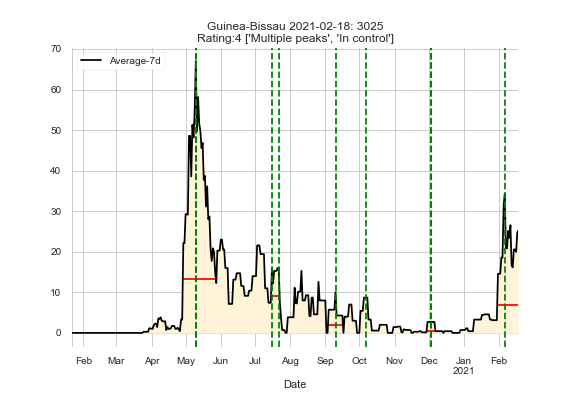 Guinea-Bissau 2021-02-18: 3025
Rating:4 ['Multiple peaks', 'In control']
Average-7d
70
60
50
40
30
20
10
0
Feb Mar Apr May Jun Jul Aug Sep Oct Nov Dec Jan Feb
2021
Date